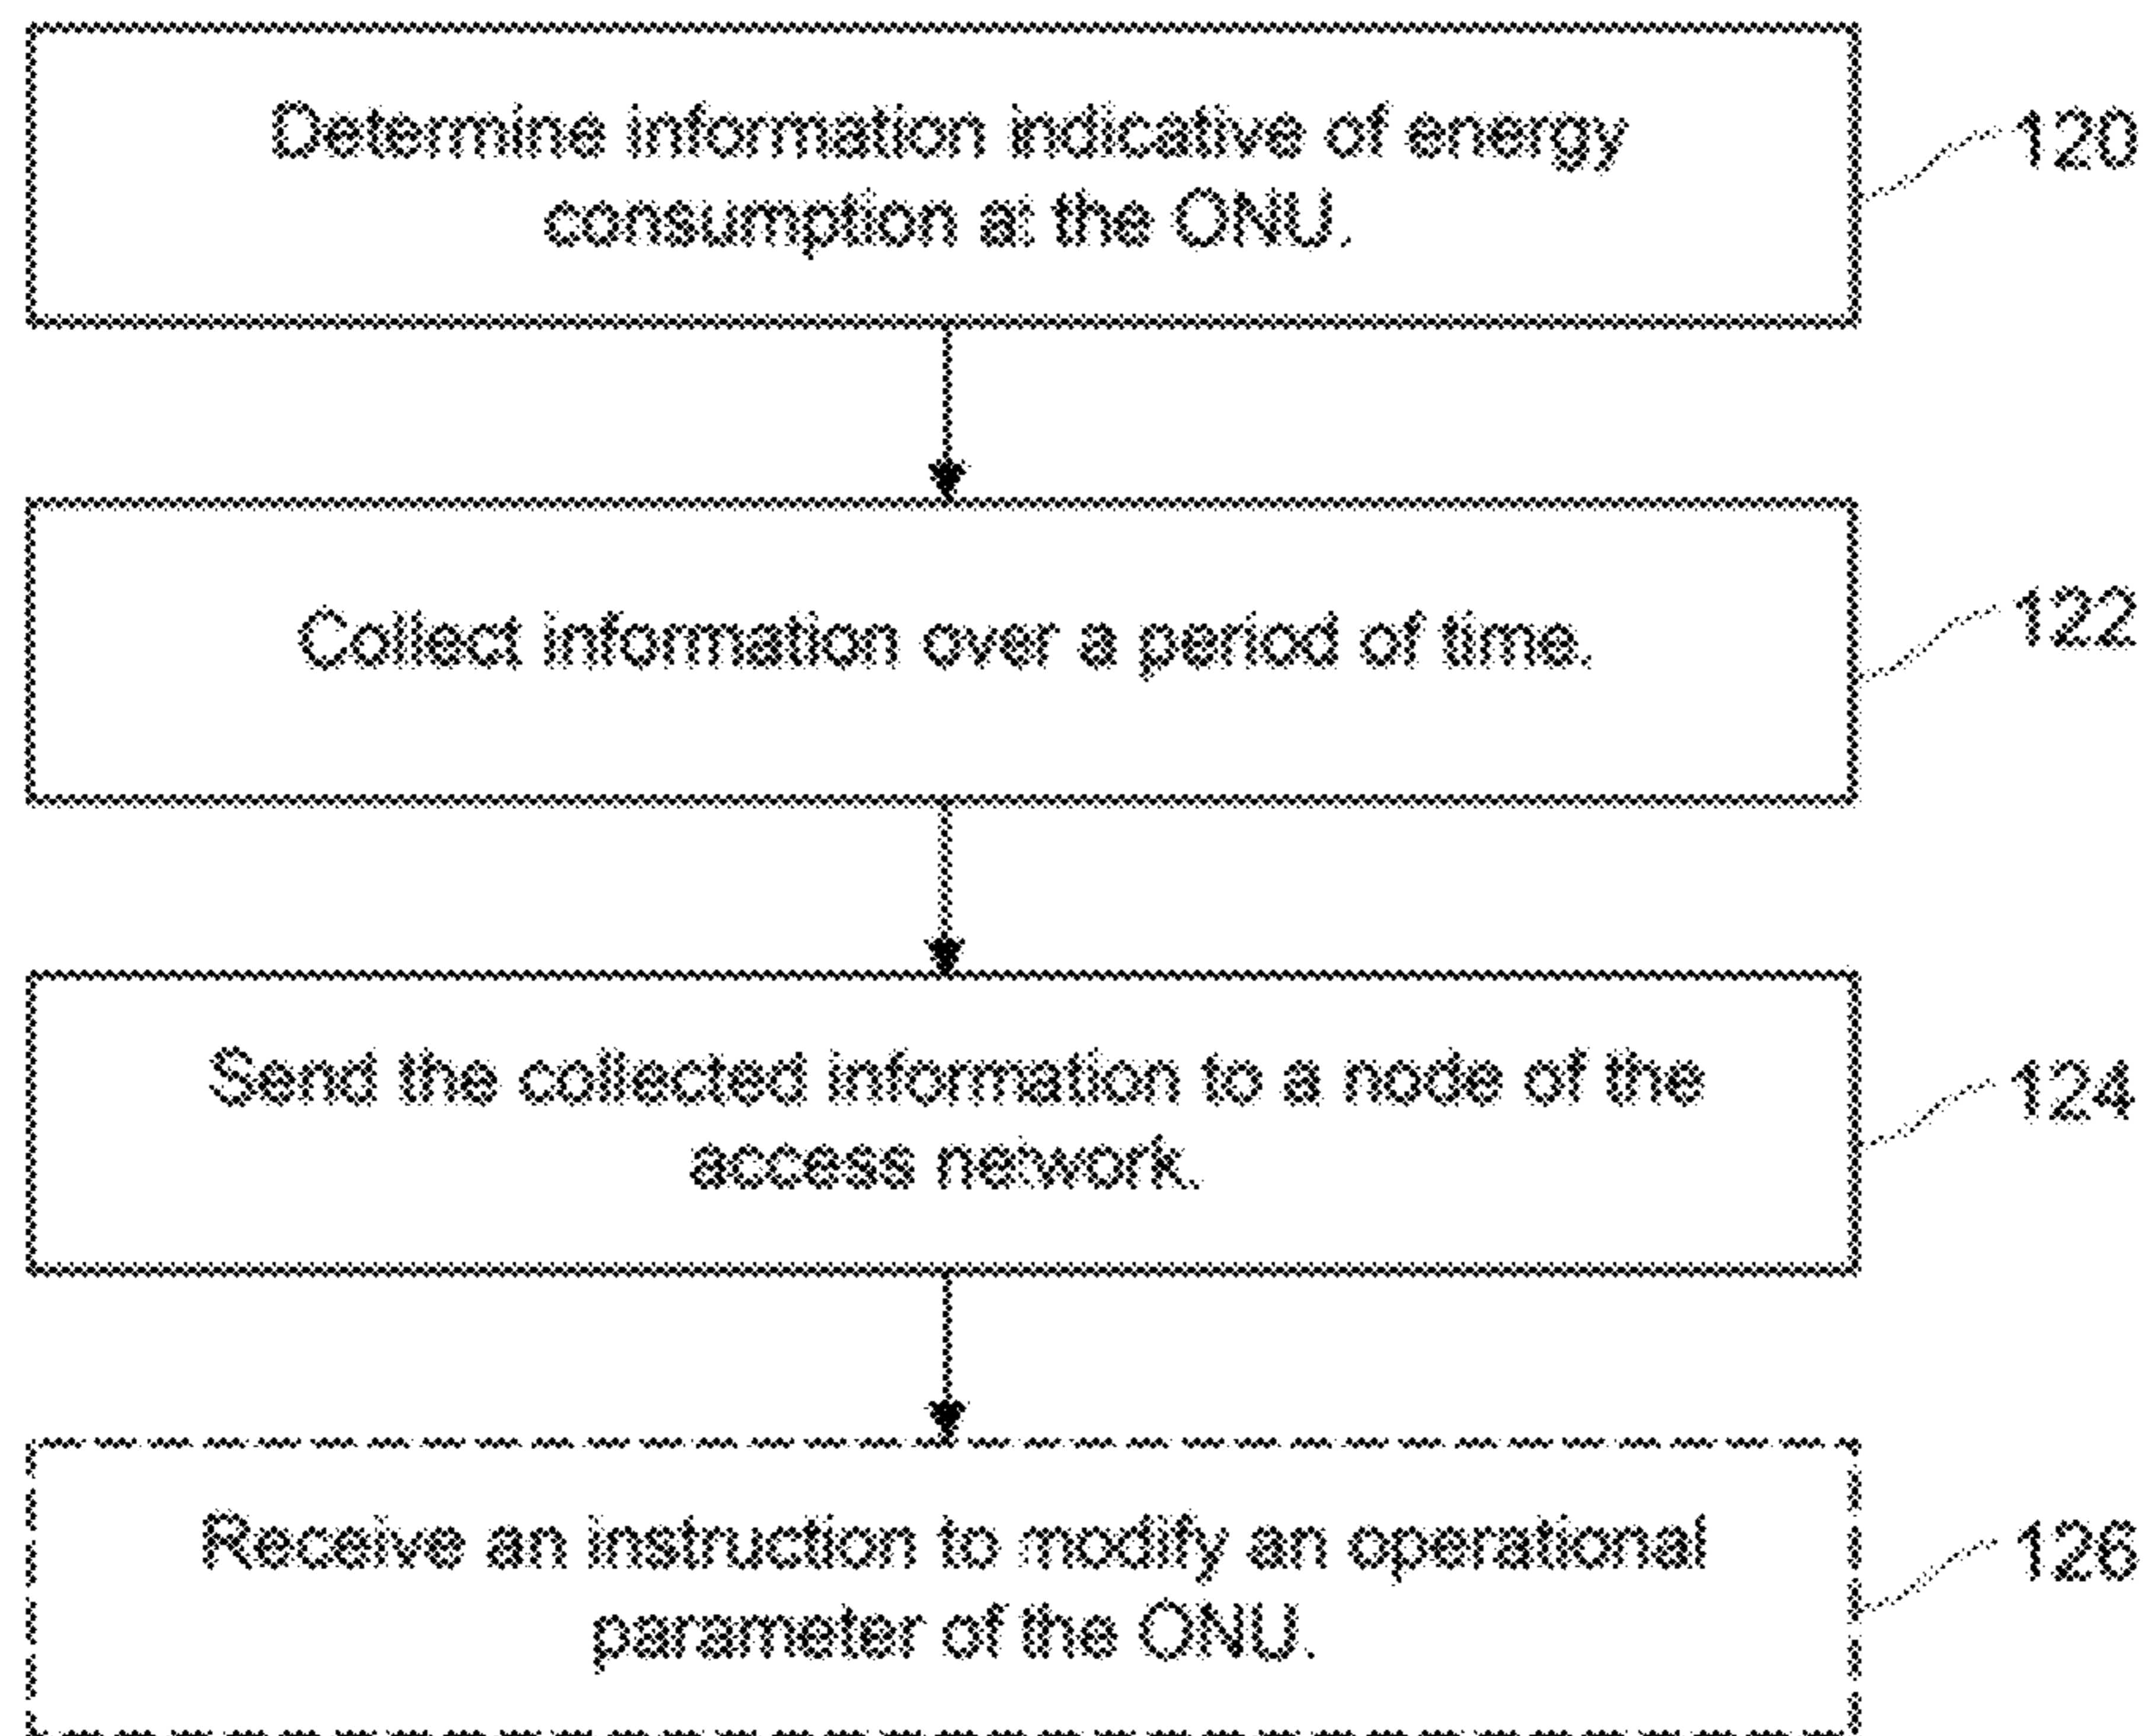 Determine information indicative of energy
consumption at the ONU.
120
Collect information over a period of time.
122
Send the collected information to a node of the
access network.
124
Receive an instruction to modify an operational
parameter of the ONU.
126